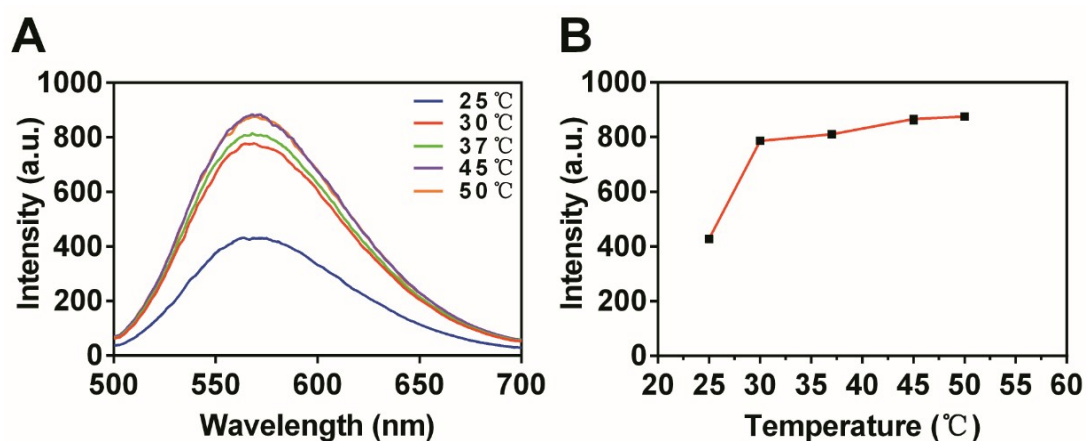 A
1000
800
600
400
200
0
Intensity (a.u.)
500 550 600 650 700
Wavelength (nm)
25℃
30℃
37℃
45℃
50℃
B
1000
800
600
400
200
0
Intensity (a.u.)
20 25 30 35 40 45 50 55 60
Temperature (℃)